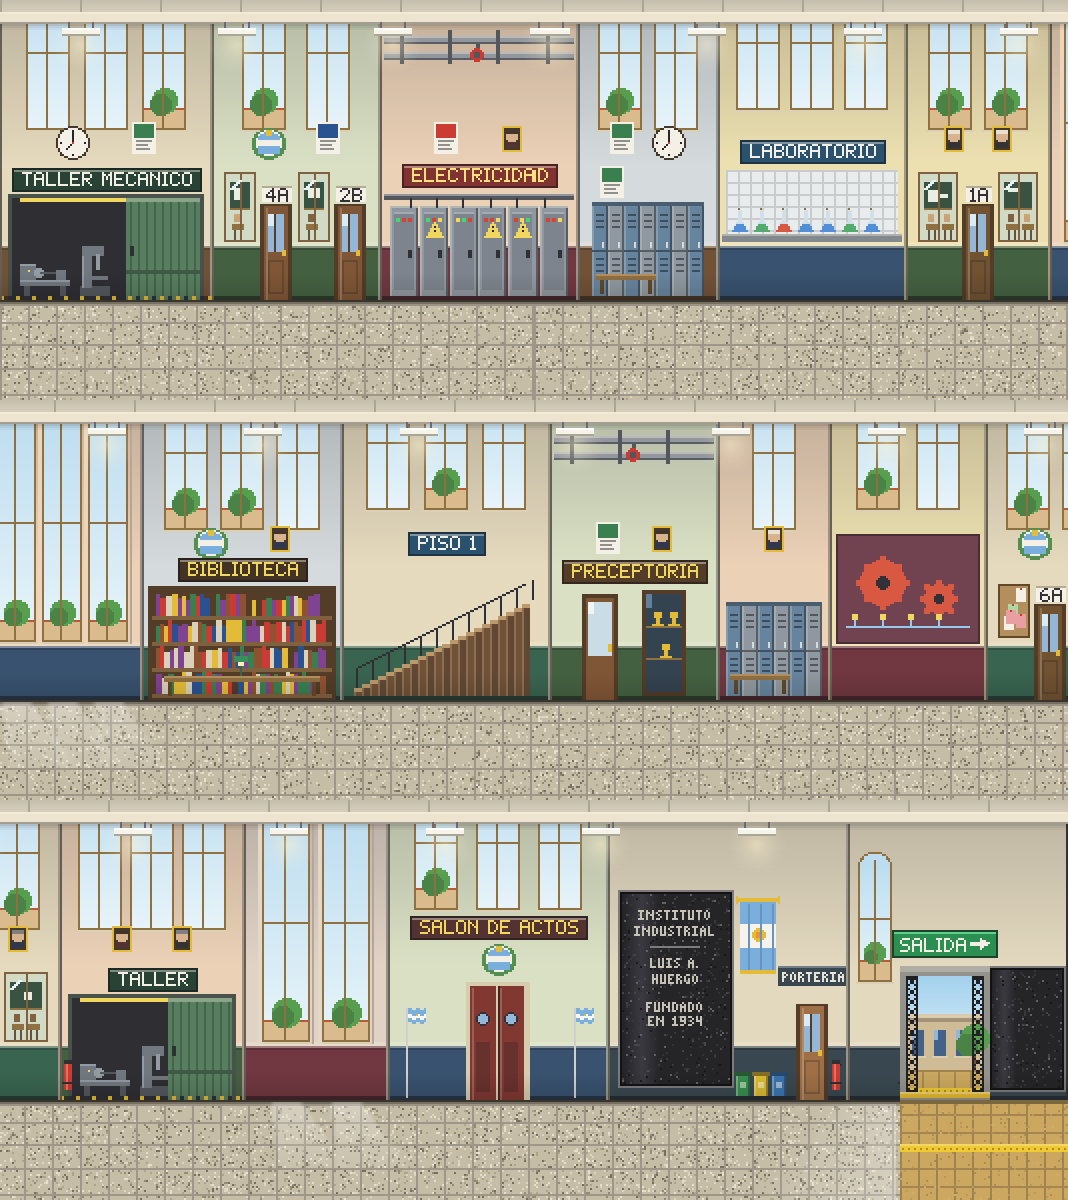 TALLER MECANICO
4A
2B
ELECTRICIDAD
LABORATORIO
1A
BIBLIOTECA
PISO 1
PRECEPTORIA
6A
TALLER
SALON DE ACTOS
INSTITUTO
INDUSTRIAL
LUIS A.
HUERGO
FUNDADO
EN 1934
PORTERIA
SALIDA